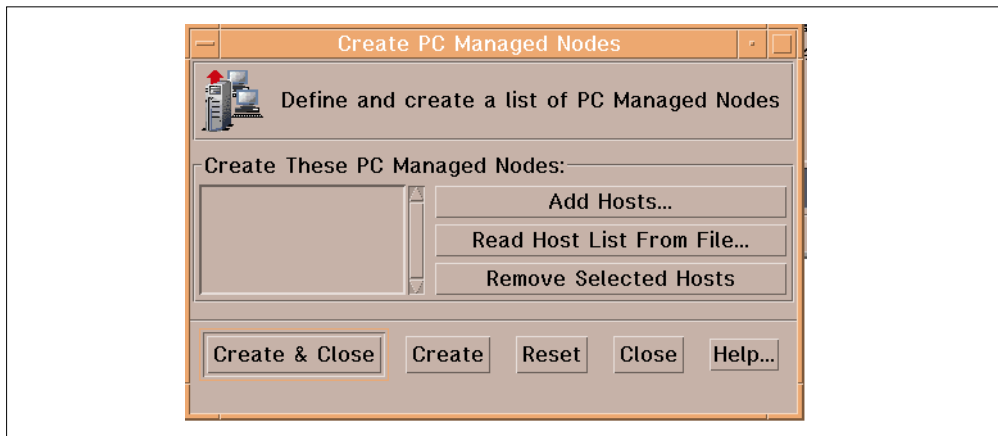 Create PC Managed Nodes
Define and create a list of PC Managed Nodes
Create These PC Managed Nodes:
Add Hosts...
Read Host List From File...
Remove Selected Hosts
Create & Close
Create
Reset
Close
Help...